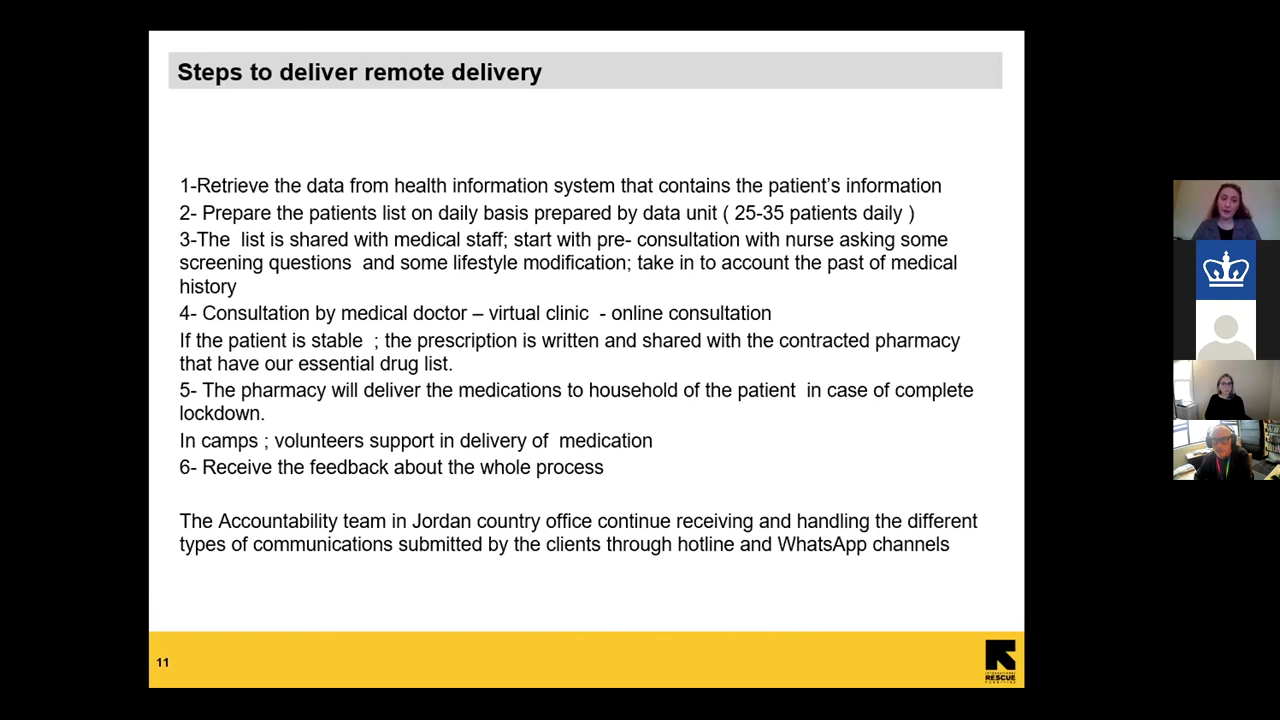 Steps to deliver remote delivery
1-Retrieve the data from health information system that contains the patient’s information
2- Prepare the patients list on daily basis prepared by data unit ( 25-35 patients daily )
3-The  list is shared with medical staff; start with pre- consultation with nurse asking some
screening questions  and some lifestyle modification; take in to account the past of medical
history
4- Consultation by medical doctor – virtual clinic  - online consultation
If the patient is stable  ; the prescription is written and shared with the contracted pharmacy
that have our essential drug list.
5- The pharmacy will deliver the medications to household of the patient  in case of complete
lockdown.
In camps ; volunteers support in delivery of  medication
6- Receive the feedback about the whole process
The Accountability team in Jordan country office continue receiving and handling the different
types of communications submitted by the clients through hotline and WhatsApp channels
11
INTERNATIONAL
RESCUE
COMMITTEE